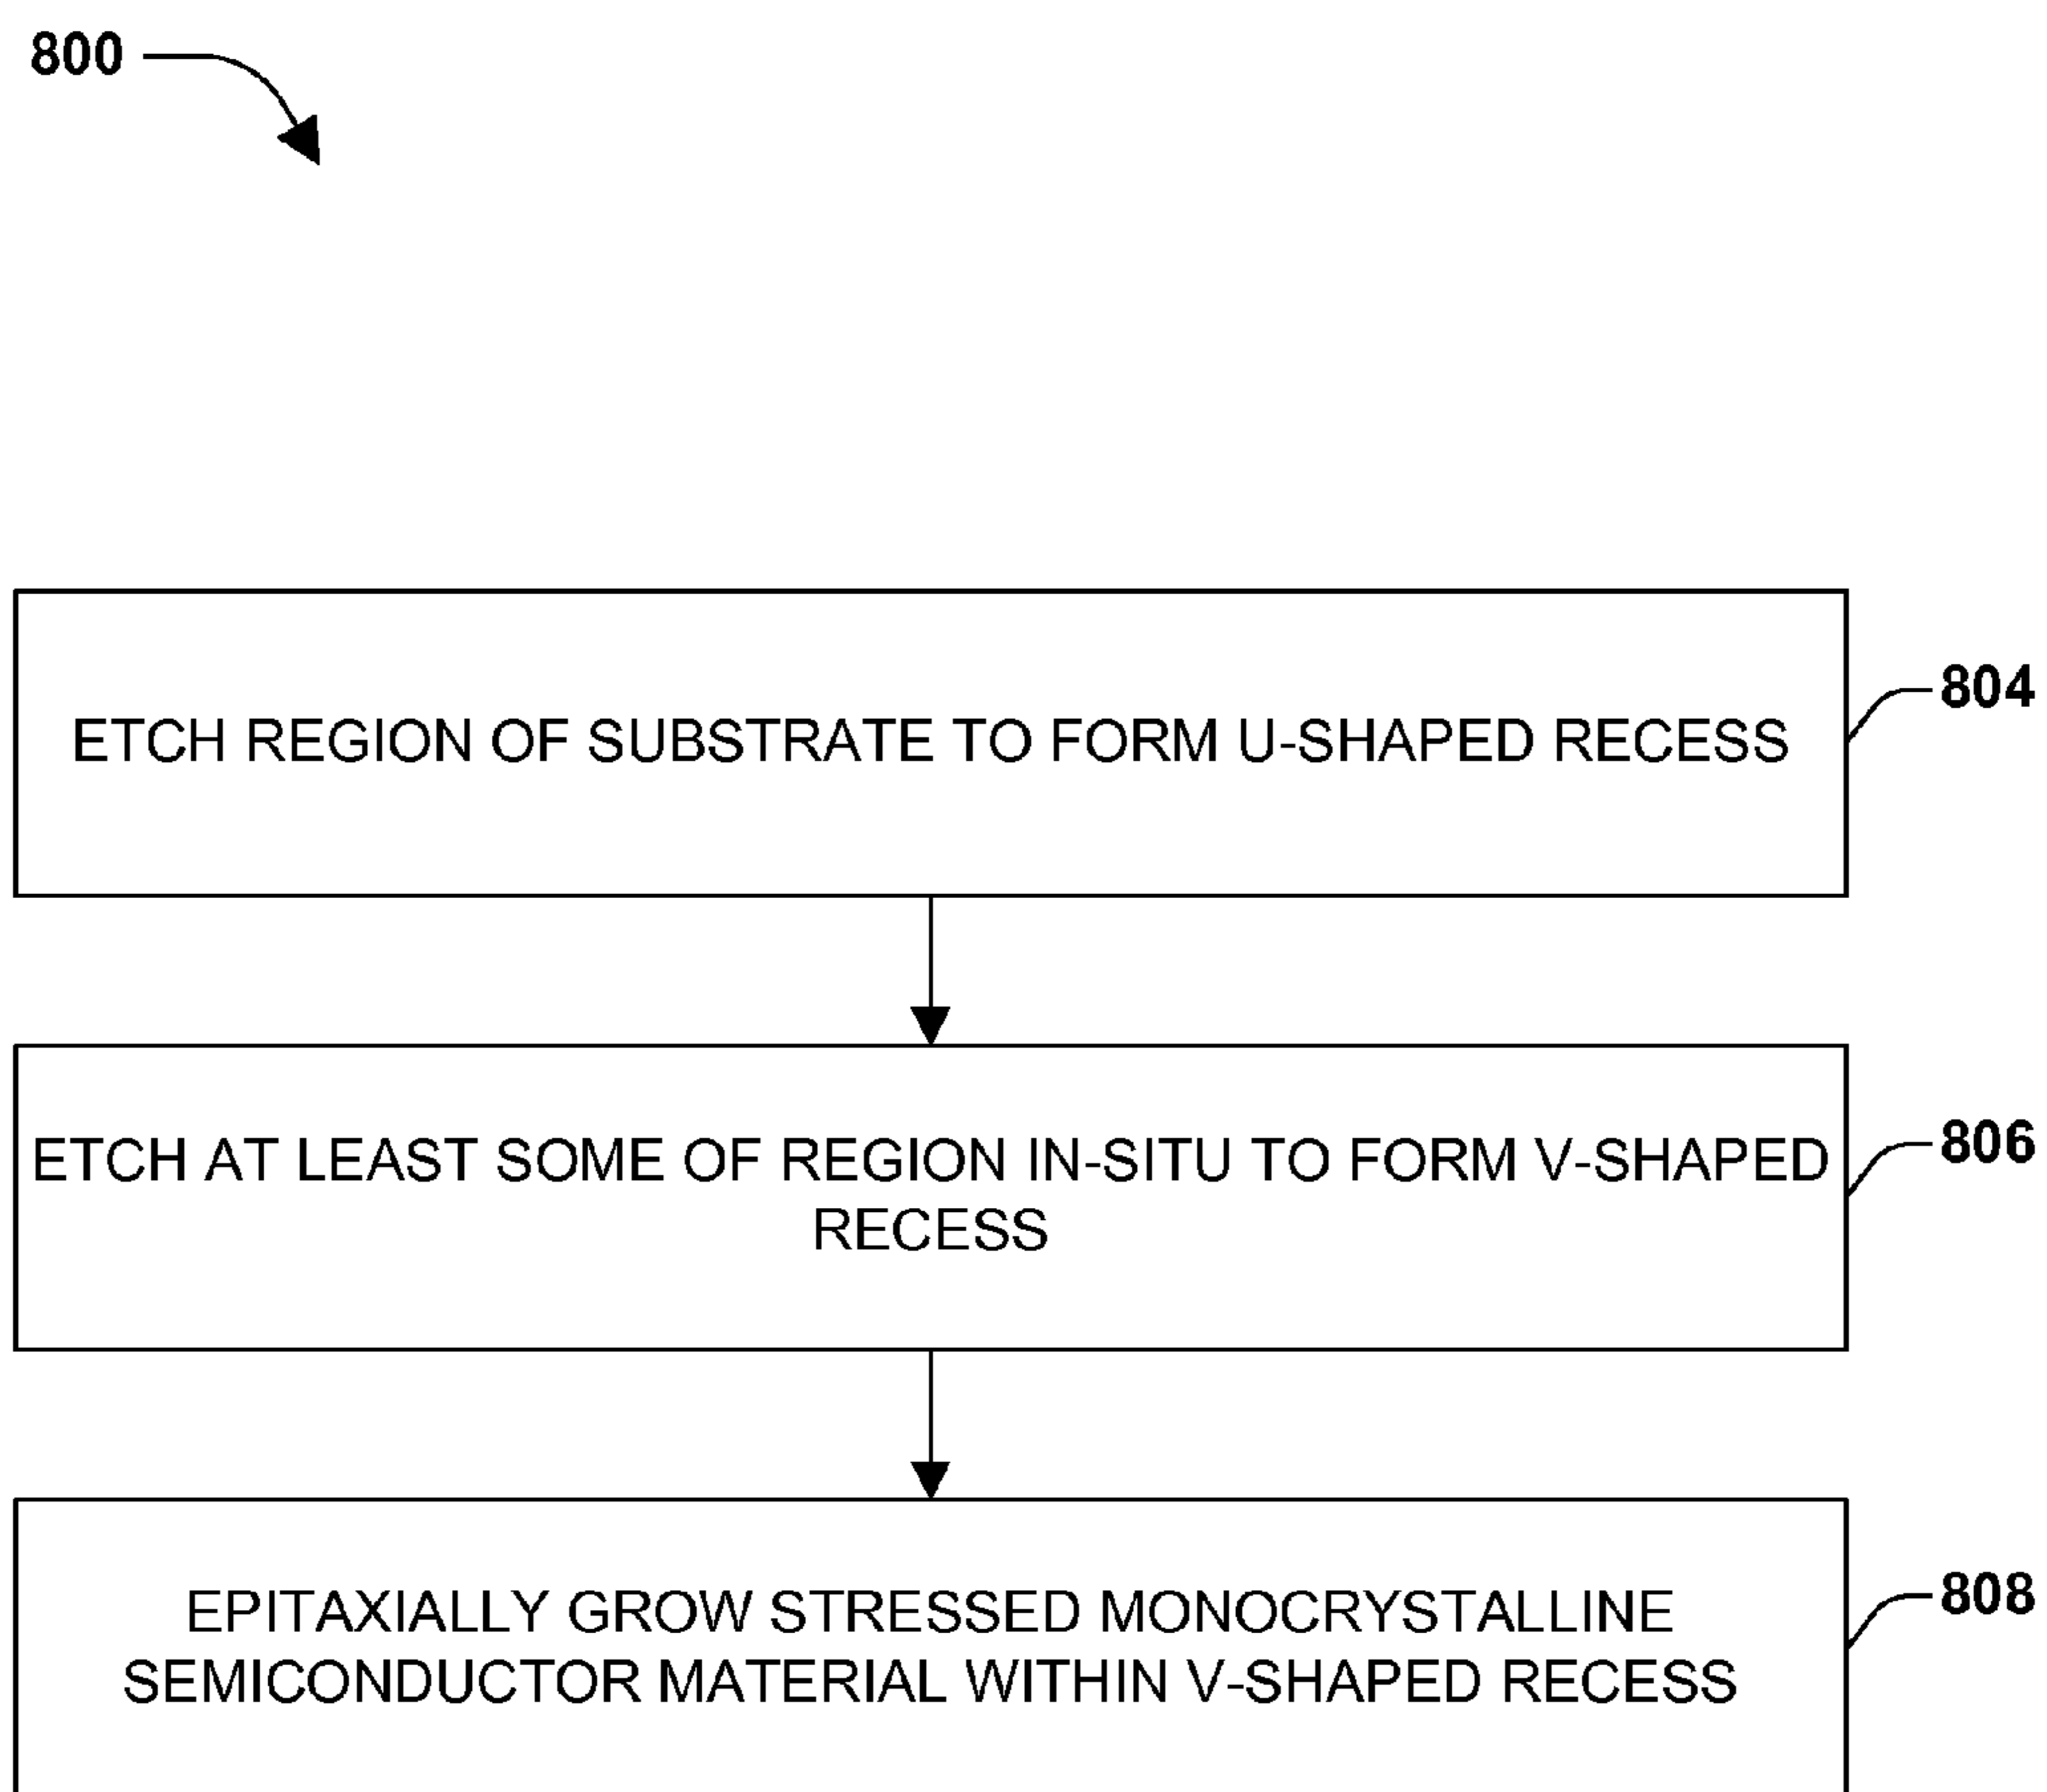 800
ETCH REGION OF SUBSTRATE TO FORM U-SHAPED RECESS
804
ETCH AT LEAST SOME OF REGION IN-SITU TO FORM V-SHAPED
RECESS
806
EPITAXIALLY GROW STRESSED MONOCRYSTALLINE
SEMICONDUCTOR MATERIAL WITHIN V-SHAPED RECESS
808